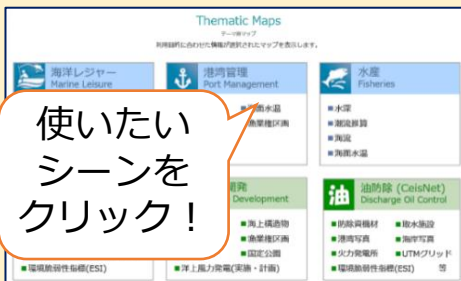 Thematic Maps
テーマ別マップ
利用目的に合わせた情報が選択されたマップを表示します。
海洋レジャー
Marine Leisure
港湾管理
Port Management
水産
Fisheries
■海面水温
■漁業権区画
■水深
■潮流推算
■海流
■海面水温
使いたい
シーンを
クリック！
開発
Development
油
油防除 (CeisNet)
Discharge Oil Control
■海上構造物
■漁業権区画
■国定公園
■環境脆弱性指標(ESI)
■洋上風力発電(実施・計画)
■防除資機材
■取水施設
■港湾写真
■海岸写真
■火力発電所
■UTMグリッド
■環境脆弱性指標(ESI)
等